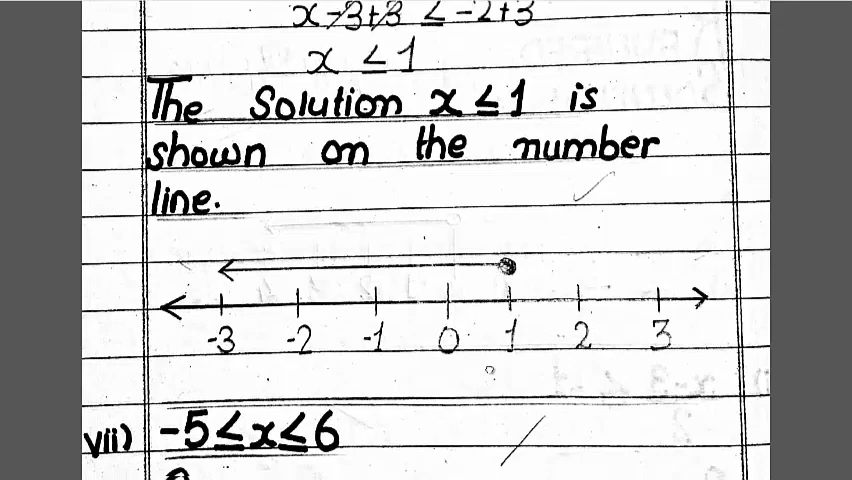 x-3+3 ≤ -2+3
x ≤ 1
The Solution x ≤ 1 is
shown on the number
line.
-3 -2 -1 0 1 2 3
vii) -5 ≤ x ≤ 6